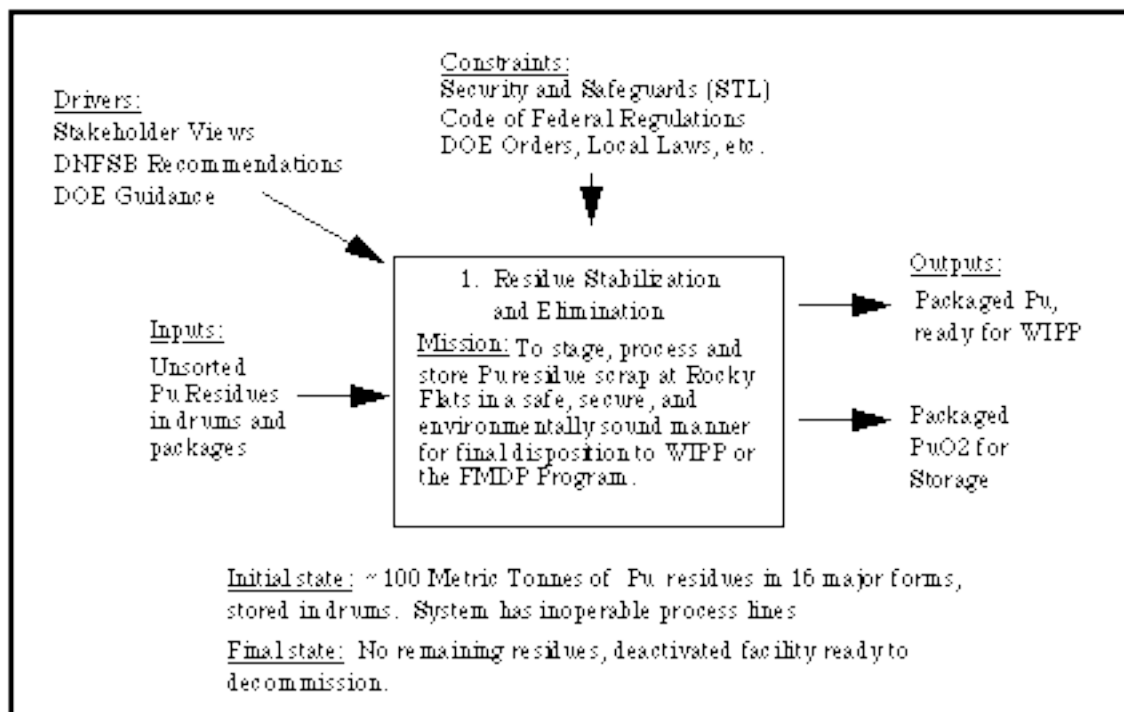 Constraints:
Security and Safeguards (STL)
Code of Federal Regulations
DOE Orders, Local Laws, etc.
Drivers:
Stakeholder Views
DNFSB Recommendations
DOE Guidance
Inputs:
Unsorted
Pu Residues
in drums and
packages
1. Residue Stabilization
and Elimination
Mission: To stage, process and
store Pu residue scrap at Rocky
Flats in a safe, secure, and
environmentally sound manner
for final disposition to WIPP or
the FMDP Program.
Outputs:
Packaged Pu,
ready for WIPP
Packaged
PuO2 for
Storage
Initial state: ~100 Metric Tonnes of Pu residues in 16 major forms,
stored in drums. System has inoperable process lines
Final state: No remaining residues, deactivated facility ready to
decommission.